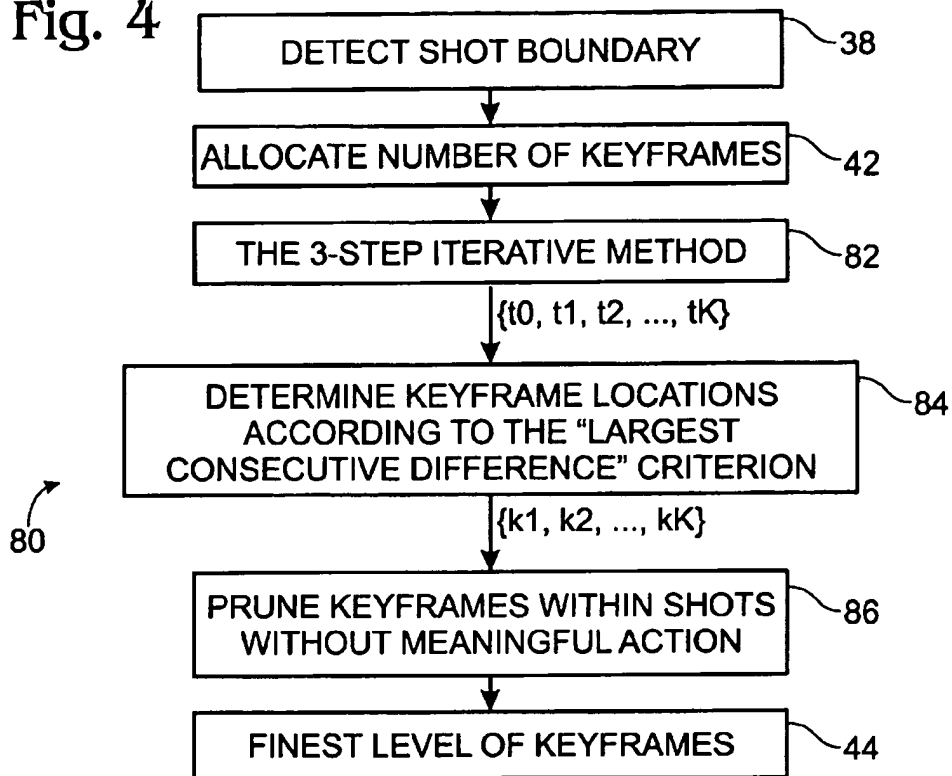 Fig. 4
DETECT SHOT BOUNDARY
38
ALLOCATE NUMBER OF KEYFRAMES
42
THE 3-STEP ITERATIVE METHOD
82
{t0, t1, t2, ..., tK}
DETERMINE KEYFRAME LOCATIONS
ACCORDING TO THE “LARGEST
CONSECUTIVE DIFFERENCE” CRITERION
84
80
{k1, k2, ..., kK}
PRUNE KEYFRAMES WITHIN SHOTS
WITHOUT MEANINGFUL ACTION
86
FINEST LEVEL OF KEYFRAMES
44